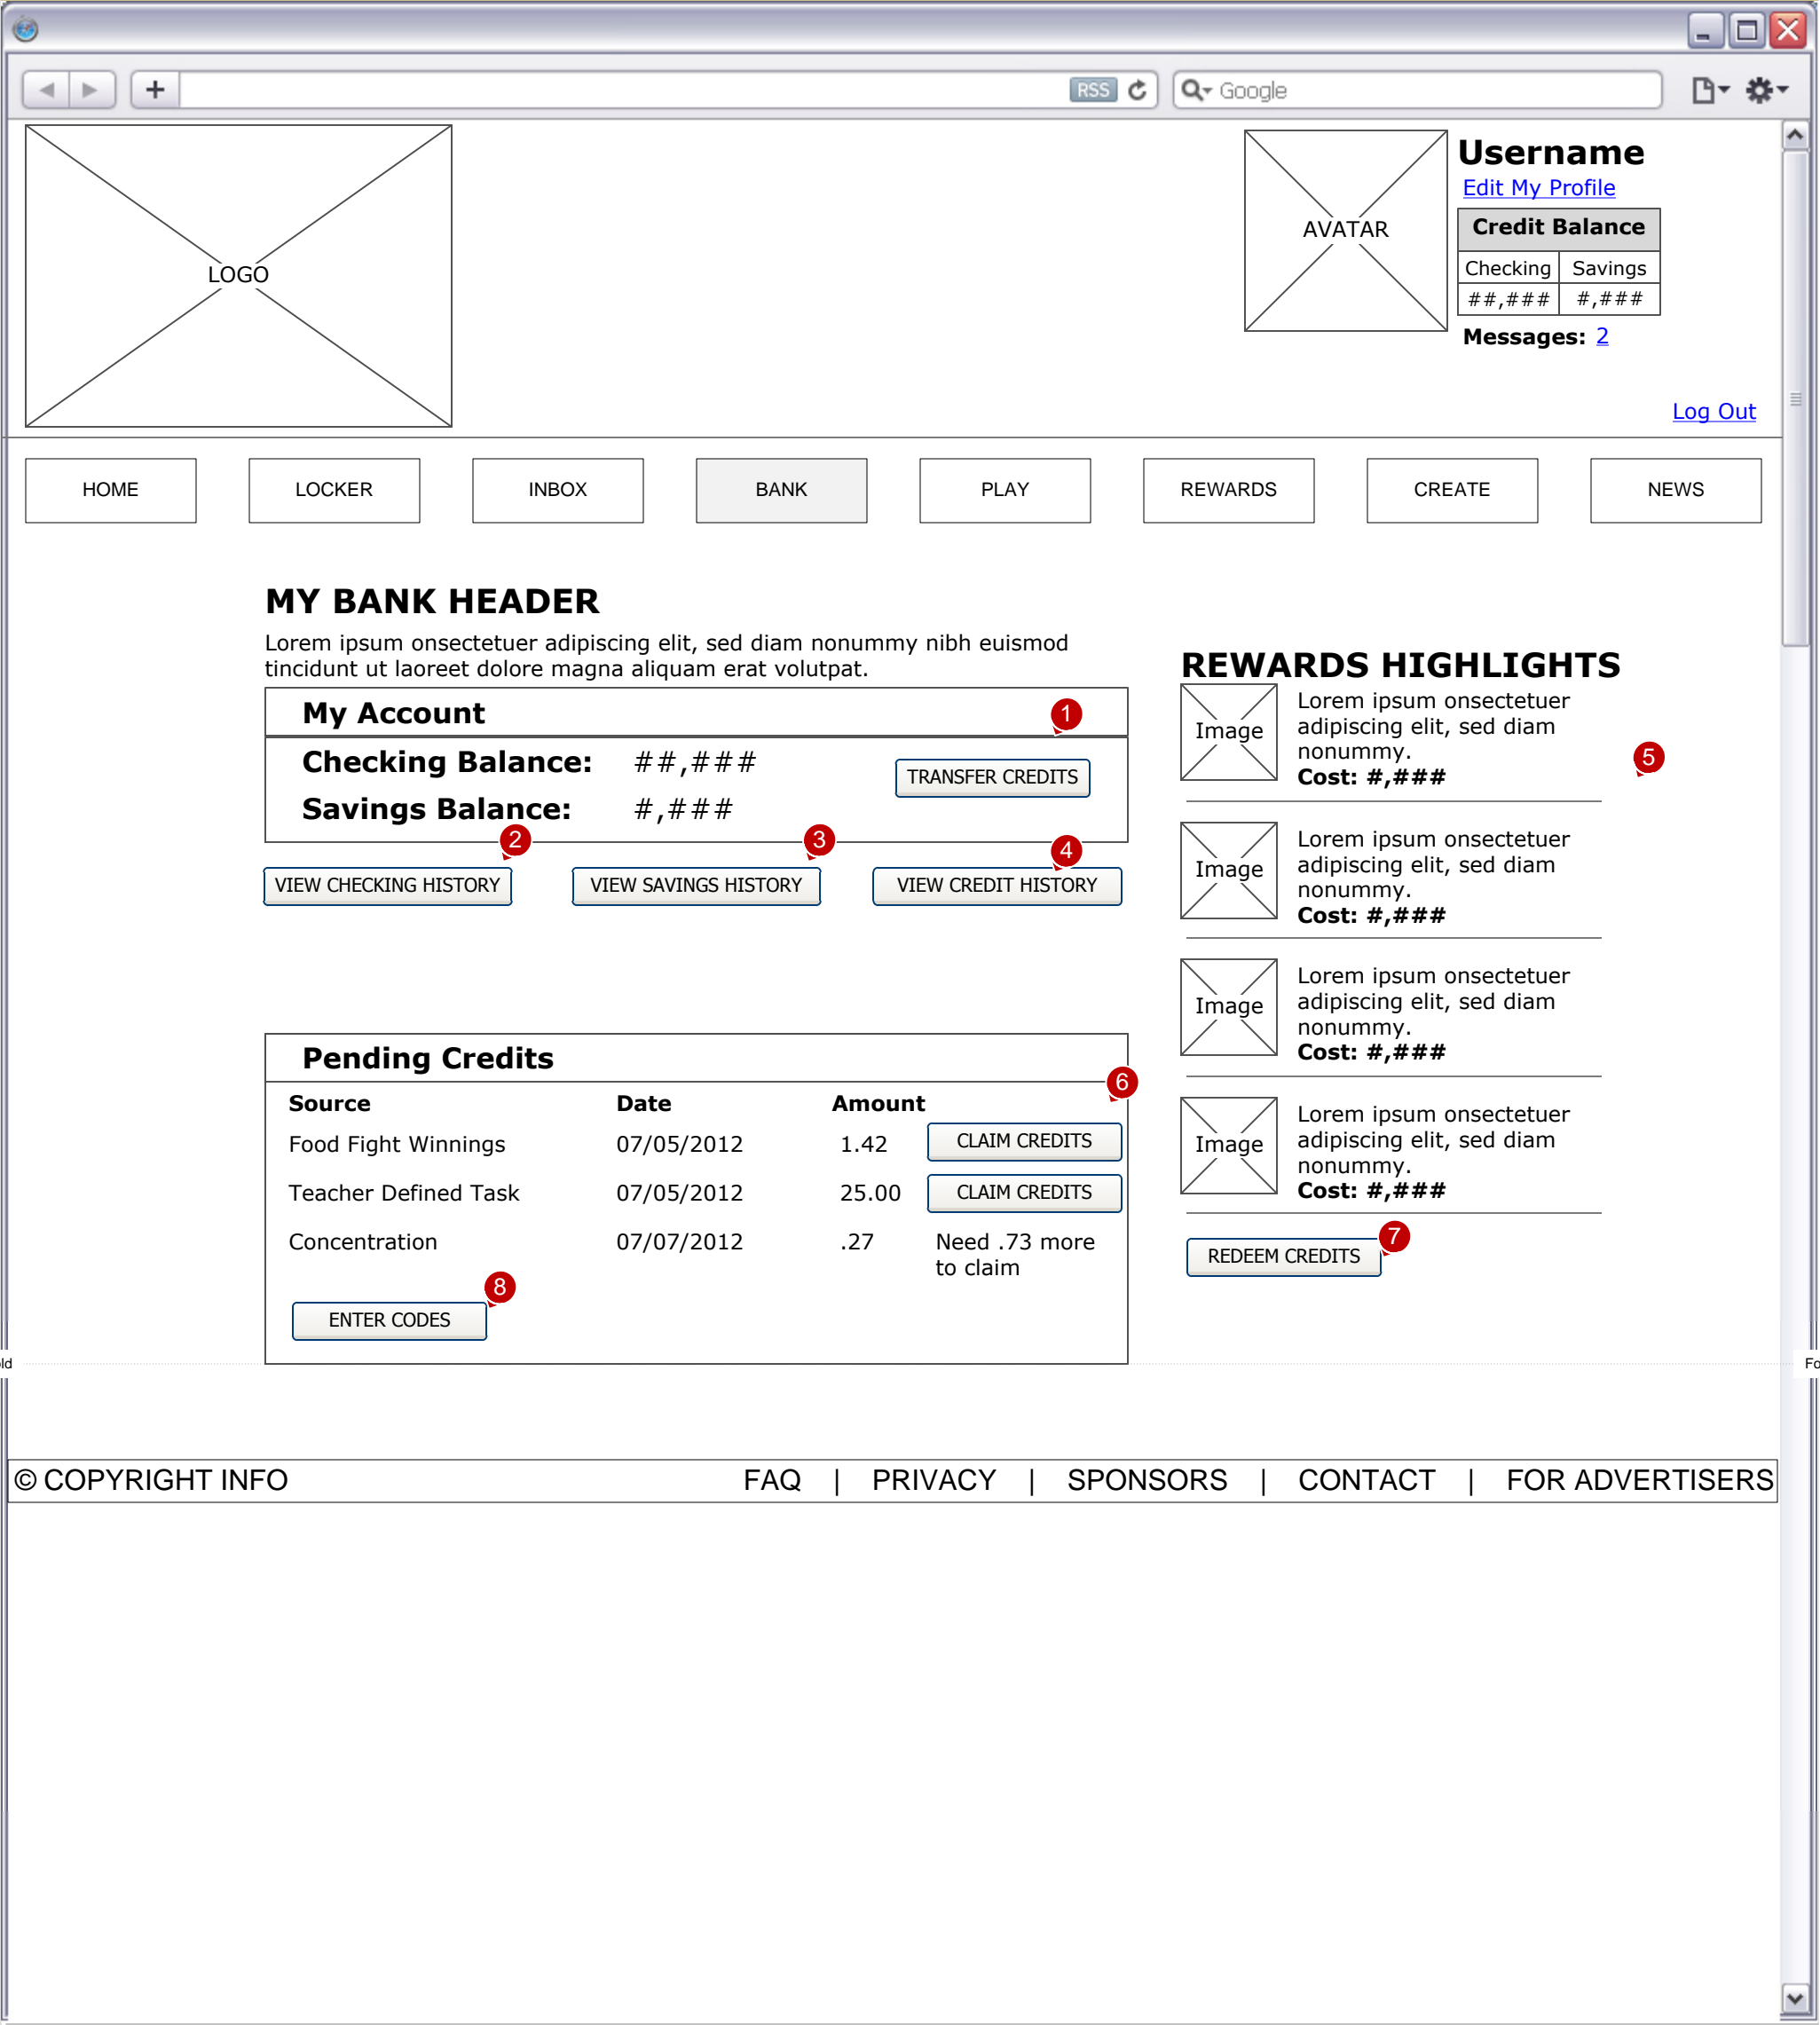 RSS
Google
LOGO
AVATAR
Username
Edit My Profile
Credit Balance
Checking Savings
##,### #,###
Messages: 2
Log Out
HOME LOCKER INBOX BANK PLAY REWARDS CREATE NEWS
MY BANK HEADER
Lorem ipsum onsectetuer adipiscing elit, sed diam nonummy nibh euismod
tincidunt ut laoreet dolore magna aliquam erat volutpat.
My Account
1
Checking Balance: ##,###
TRANSFER CREDITS
Savings Balance: #,###
2
3
4
VIEW CHECKING HISTORY VIEW SAVINGS HISTORY VIEW CREDIT HISTORY
Pending Credits
6
Source Date Amount
Food Fight Winnings 07/05/2012 1.42 CLAIM CREDITS
Teacher Defined Task 07/05/2012 25.00 CLAIM CREDITS
Concentration 07/07/2012 .27 Need .73 more
to claim
8
ENTER CODES
REWARDS HIGHLIGHTS
Image
Lorem ipsum onsectetuer
adipiscing elit, sed diam
nonummy.
Cost: #,###
5
Image
Lorem ipsum onsectetuer
adipiscing elit, sed diam
nonummy.
Cost: #,###
Image
Lorem ipsum onsectetuer
adipiscing elit, sed diam
nonummy.
Cost: #,###
Image
Lorem ipsum onsectetuer
adipiscing elit, sed diam
nonummy.
Cost: #,###
7
REDEEM CREDITS
ld
Fo
© COPYRIGHT INFO FAQ | PRIVACY | SPONSORS | CONTACT | FOR ADVERTISERS